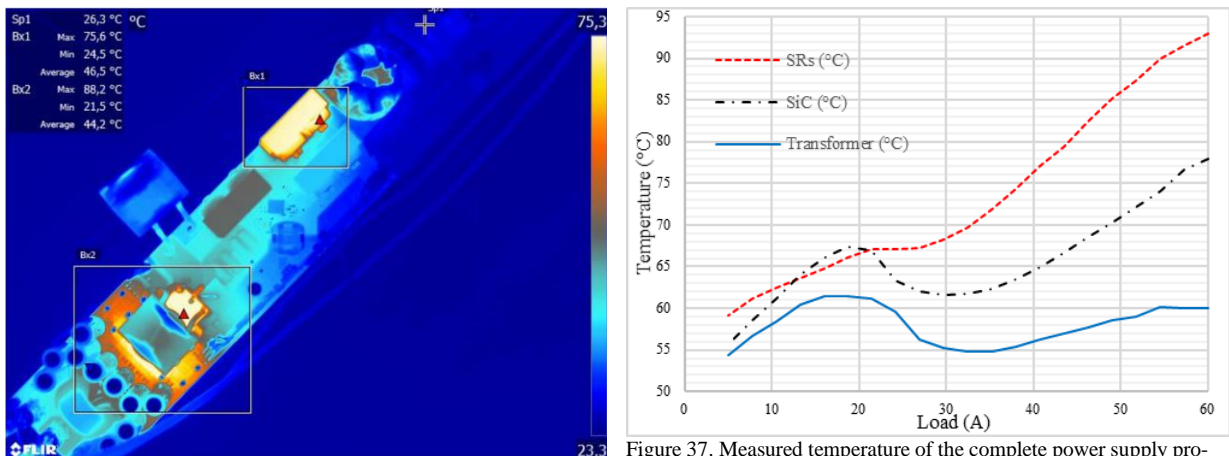 Sp1 26,3 °C °C
Bx1 Max 75,6 °C
Min 24,5 °C
Average 46,5 °C
Bx2 Max 88,2 °C
Min 21,5 °C
Average 44,2 °C
Sp1
75,3
Bx1
Bx2
FLIR
23,3
95
90
85
80
75
70
65
60
55
50
Temperature (°C)
SRs (°C)
SiC (°C)
Transformer (°C)
0 10 20 30 40 50 60
Load (A)
Figure 37. Measured temperature of the complete power supply pro-